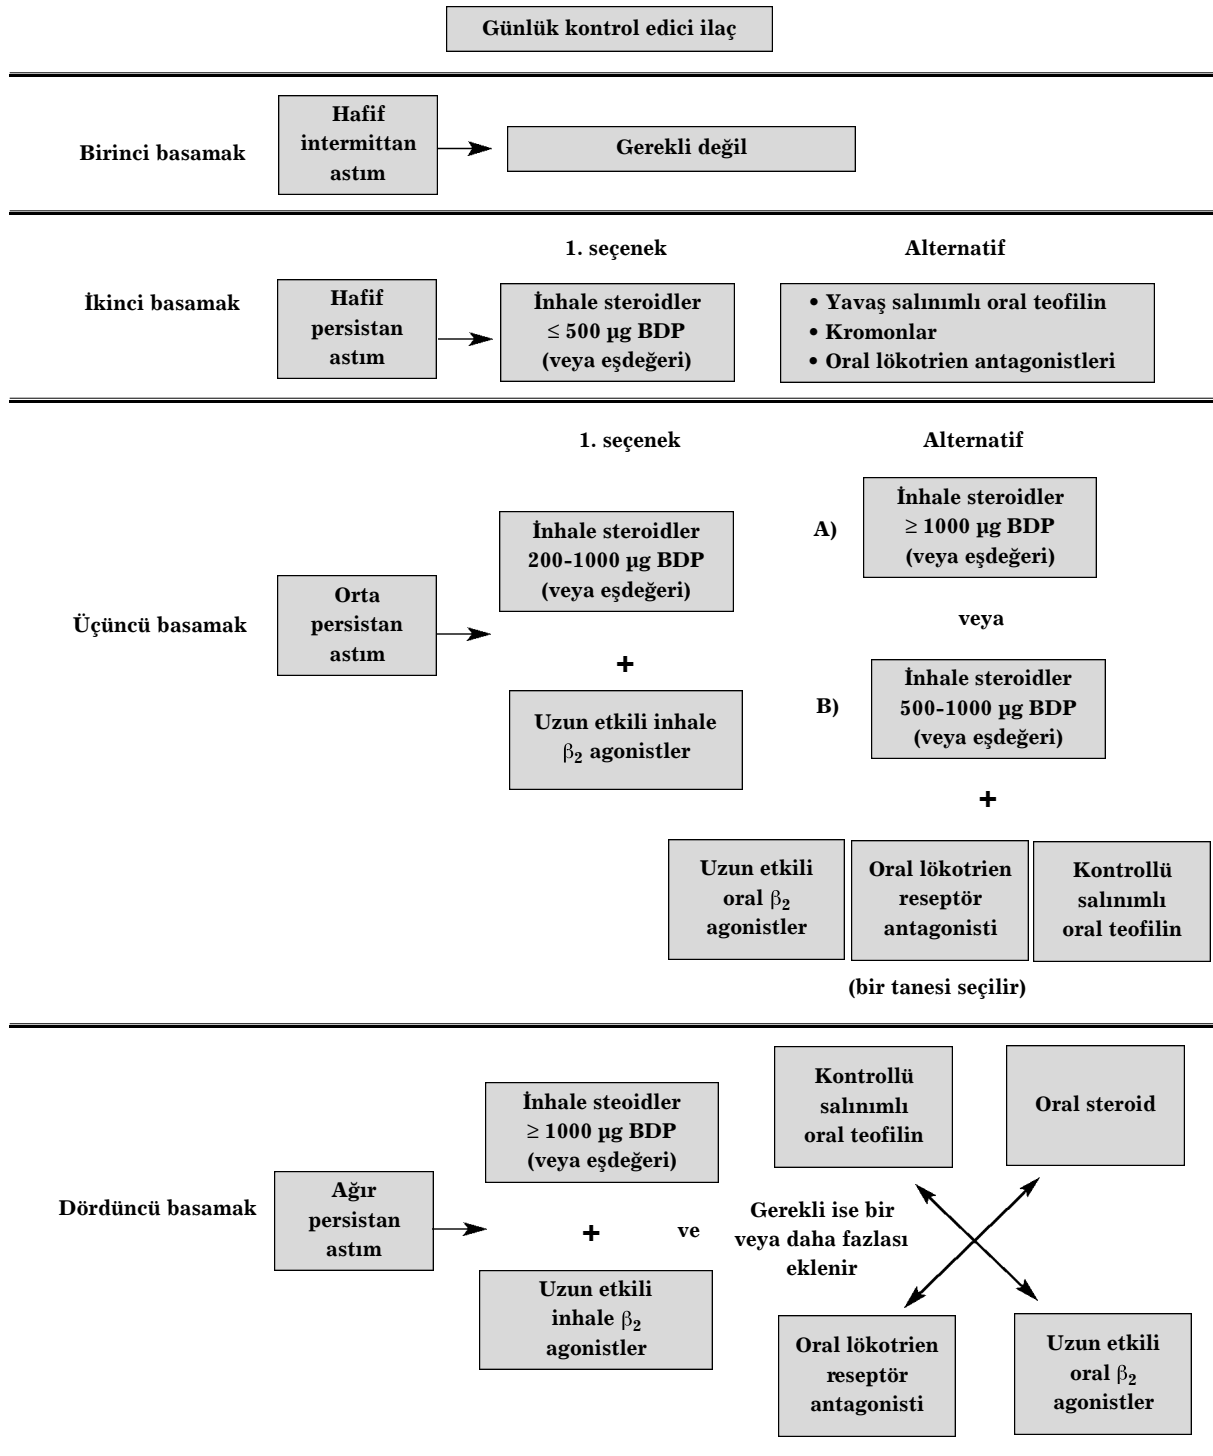 Günlük kontrol edici ilaç
Birinci basamak
Hafif
intermittan
astım
Gerekli değil
1. seçenek
Alternatif
İkinci basamak
Hafif
persistan
astım
İnhale steroidler
≤ 500 µg BDP
(veya eşdeğeri)
• Yavaş salınımlı oral teofilin
• Kromonlar
• Oral lökotrien antagonistleri
1. seçenek
Alternatif
Üçüncü basamak
Orta
persistan
astım
İnhale steroidler
200-1000 µg BDP
(veya eşdeğeri)
+
Uzun etkili inhale
β₂ agonistler
A)
İnhale steroidler
≥ 1000 µg BDP
(veya eşdeğeri)
veya
B)
İnhale steroidler
500-1000 µg BDP
(veya eşdeğeri)
+
Uzun etkili
oral β₂
agonistler
Oral lökotrien
reseptör
antagonisti
Kontrollü
salınımlı
oral teofilin
(bir tanesi seçilir)
Dördüncü basamak
Ağır
persistan
astım
İnhale steoidler
≥ 1000 µg BDP
(veya eşdeğeri)
+
Uzun etkili
inhale β₂
agonistler
ve
Kontrollü
salınımlı
oral teofilin
Oral steroid
Gerekli ise bir
veya daha fazlası
eklenir
Oral lökotrien
reseptör
antagonisti
Uzun etkili
oral β₂
agonistler